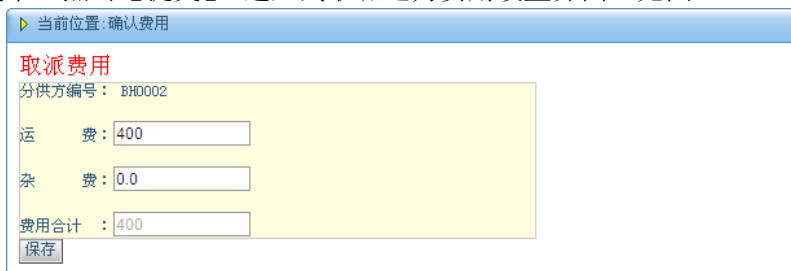 当前位置:确认费用
取派费用
分供方编号： BH0002
运 费：400
杂 费：0.0
费用合计 ：400
保存